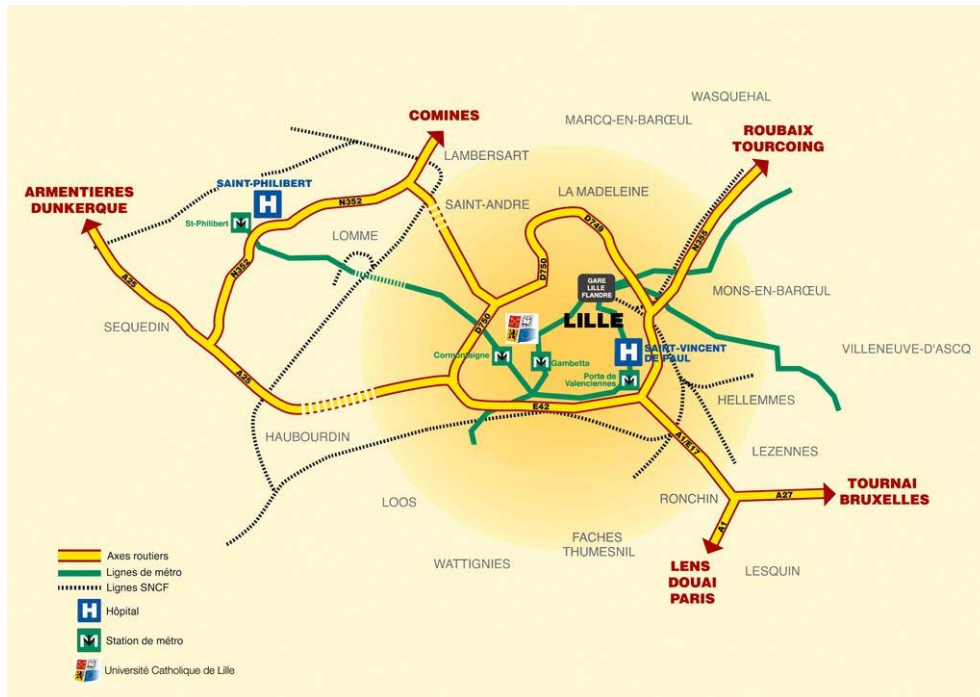 WASQUEHAL
MARCQ-EN-BARŒUL
COMINES
ROUBAIX
TOURCOING
LAMBERSART
ARMENTIERES
DUNKERQUE
SAINT-PHILIBERT
H
LA MADELEINE
N352
SAINT-ANDRE
St-Philibert
M
D749
LOMME
N355
N352
D750
A25
GARE
LILLE
FLANDRE
MONS-EN-BARŒUL
LILLE
SEQUEDIN
D750
SAINT-VINCENT
DE PAUL
H
VILLENEUVE-D'ASCQ
Cormontaigne
M
M
Gambetta
Porte de
Valenciennes
M
A25
HELLEMMES
E42
HAUBOURDIN
A1/E17
LEZENNES
TOURNAI
BRUXELLES
A27
LOOS
RONCHIN
A1
FACHES
THUMESNIL
WATTIGNIES
LENS
DOUAI
PARIS
LESQUIN
Axes routiers
Lignes de métro
Lignes SNCF
H
Hôpital
M
Station de métro
Université Catholique de Lille